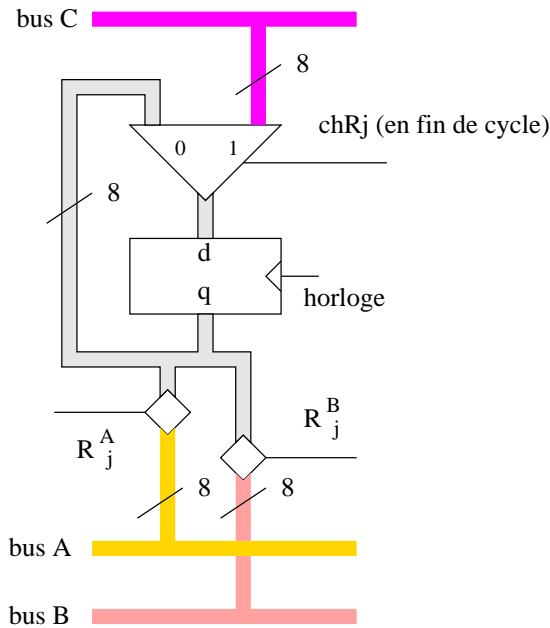 bus C
8
chRj (en fin de cycle)
0 1
8
d
q
horloge
R A j
R B j
8 8
bus A
bus B